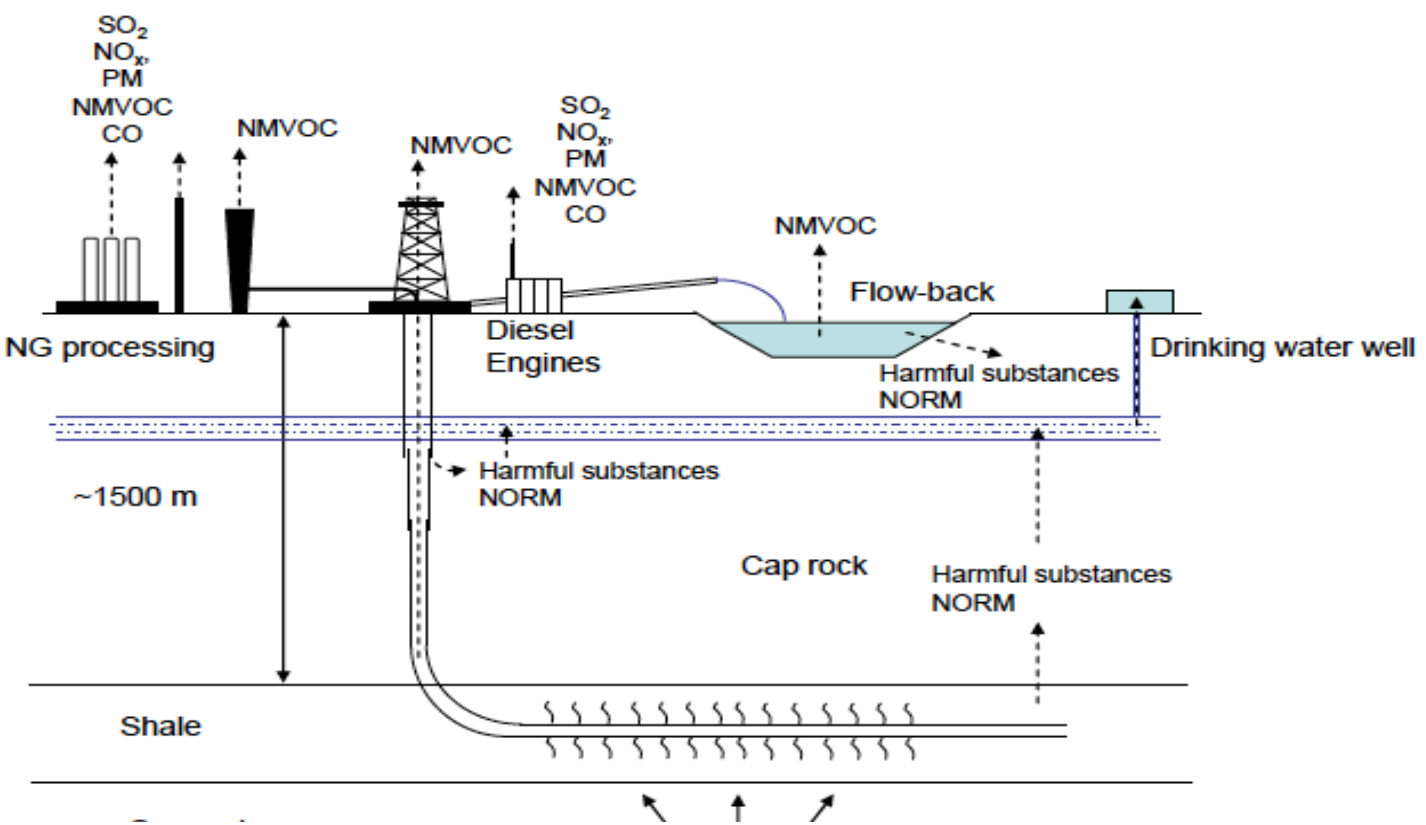 SO₂
NOₓ,
PM
NMVOC
CO
NMVOC
NMVOC
SO₂
NOₓ,
PM
NMVOC
CO
NMVOC
Flow-back
NG processing
Diesel
Engines
Harmful substances
NORM
Drinking water well
Harmful substances
NORM
~1500 m
Cap rock
Harmful substances
NORM
Shale